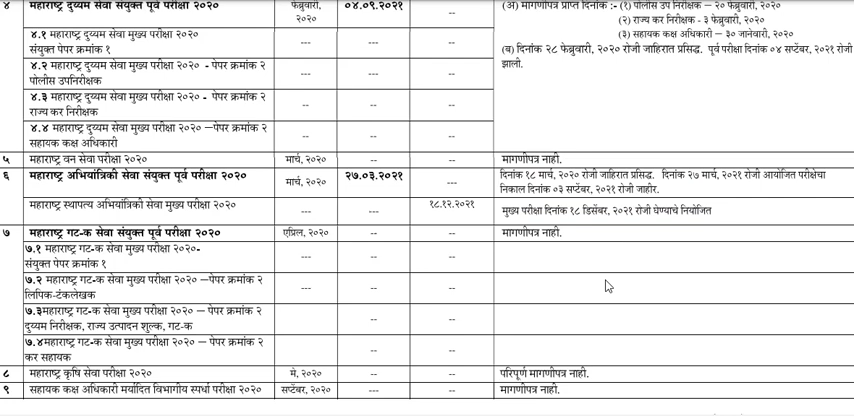 ४ महाराष्ट्र दुय्यम सेवा संयुक्त पूर्व परीक्षा २०२० फेब्रुवारी, २०२० ०४.०९.२०२१ -- (अ) मागणीपत्र प्राप्त दिनांक :- (१) पोलीस उप निरीक्षक – २० फेब्रुवारी, २०२०
(२) राज्य कर निरीक्षक - ३ फेब्रुवारी, २०२०
(३) सहायक कक्ष अधिकारी – ३० जानेवारी, २०२०
(ब) दिनांक २८ फेब्रुवारी, २०२० रोजी जाहिरात प्रसिद्ध. पूर्व परीक्षा दिनांक ०४ सप्टेंबर, २०२१ रोजी
झाली.
४.१ महाराष्ट्र दुय्यम सेवा मुख्य परीक्षा २०२०
संयुक्त पेपर क्रमांक १ --- --- --
४.२ महाराष्ट्र दुय्यम सेवा मुख्य परीक्षा २०२० - पेपर क्रमांक २
पोलीस उपनिरीक्षक --- --- --
४.३ महाराष्ट्र दुय्यम सेवा मुख्य परीक्षा २०२० - पेपर क्रमांक २
राज्य कर निरीक्षक -- -- --
४.४ महाराष्ट्र दुय्यम सेवा मुख्य परीक्षा २०२० –पेपर क्रमांक २
सहायक कक्ष अधिकारी -- -- --
५ महाराष्ट्र वन सेवा परीक्षा २०२० मार्च, २०२० -- -- मागणीपत्र नाही.
६ महाराष्ट्र अभियांत्रिकी सेवा संयुक्त पूर्व परीक्षा २०२० मार्च, २०२० २७.०३.२०२१ --- दिनांक १८ मार्च, २०२० रोजी जाहिरात प्रसिद्ध. दिनांक २७ मार्च, २०२१ रोजी आयोजित परीक्षेचा
निकाल दिनांक ०३ सप्टेंबर, २०२१ रोजी जाहीर.
महाराष्ट्र स्थापत्य अभियांत्रिकी सेवा मुख्य परीक्षा २०२० --- --- १८.१२.२०२१ मुख्य परीक्षा दिनांक १८ डिसेंबर, २०२१ रोजी घेण्याचे नियोजित
७ महाराष्ट्र गट-क सेवा संयुक्त पूर्व परीक्षा २०२० एप्रिल, २०२० -- -- मागणीपत्र नाही.
७.१ महाराष्ट्र गट-क सेवा मुख्य परीक्षा २०२०-
संयुक्त पेपर क्रमांक १ --- -- --
७.२ महाराष्ट्र गट-क सेवा मुख्य परीक्षा २०२० –पेपर क्रमांक २
लिपिक-टंकलेखक --- -- --
७.३महाराष्ट्र गट-क सेवा मुख्य परीक्षा २०२० – पेपर क्रमांक २
दुय्यम निरीक्षक, राज्य उत्पादन शुल्क, गट-क -- --
७.४महाराष्ट्र गट-क सेवा मुख्य परीक्षा २०२० – पेपर क्रमांक २
कर सहायक -- --
८ महाराष्ट्र कृषि सेवा परीक्षा २०२० मे, २०२० -- -- परिपूर्ण मागणीपत्र नाही.
९ सहायक कक्ष अधिकारी मर्यादित विभागीय स्पर्धा परीक्षा २०२० सप्टेंबर, २०२० --- -- मागणीपत्र नाही.